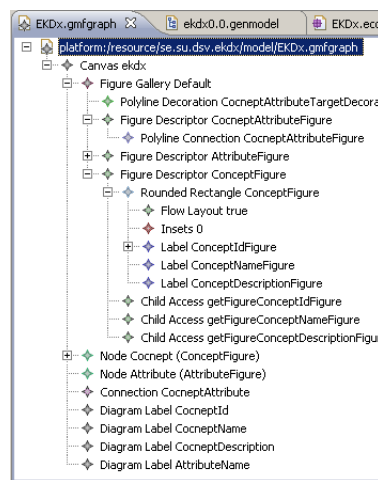 EKDx.gmfgraph ekdx0.0.genmodel EKDx.ecc
platform:/resource/se.su.dsv.ekdx/model/EKDx.gmfgraph
Canvas ekdx
Figure Gallery Default
Polyline Decoration CocneptAttributeTargetDecora
Figure Descriptor CocneptAttributeFigure
Polyline Connection CocneptAttributeFigure
Figure Descriptor AttributeFigure
Figure Descriptor ConceptFigure
Rounded Rectangle ConceptFigure
Flow Layout true
Insets 0
Label ConceptIdFigure
Label ConceptNameFigure
Label ConceptDescriptionFigure
Child Access getFigureConceptIdFigure
Child Access getFigureConceptNameFigure
Child Access getFigureConceptDescriptionFigu
Node Cocnept (ConceptFigure)
Node Attribute (AttributeFigure)
Connection CocneptAttribute
Diagram Label CocneptId
Diagram Label CocneptName
Diagram Label CocneptDescription
Diagram Label AttributeName